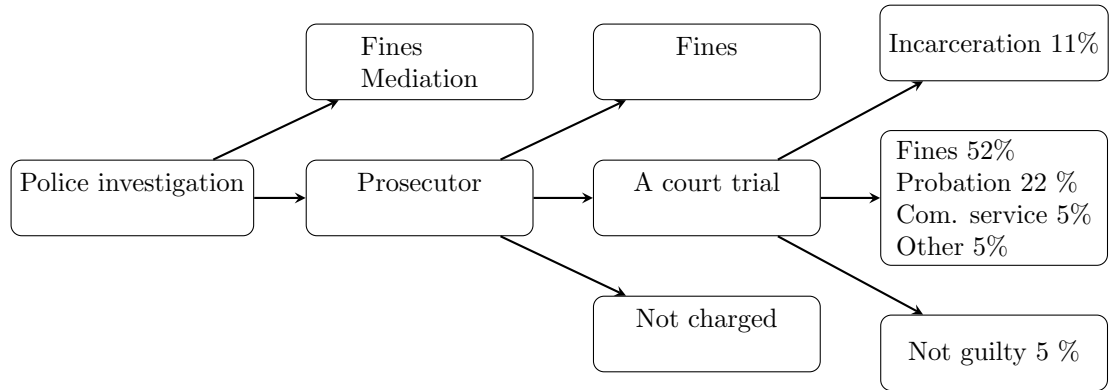 Fines
Mediation
Fines
Incarceration 11%
Police investigation
Prosecutor
A court trial
Fines 52%
Probation 22 %
Com. service 5%
Other 5%
Not charged
Not guilty 5 %